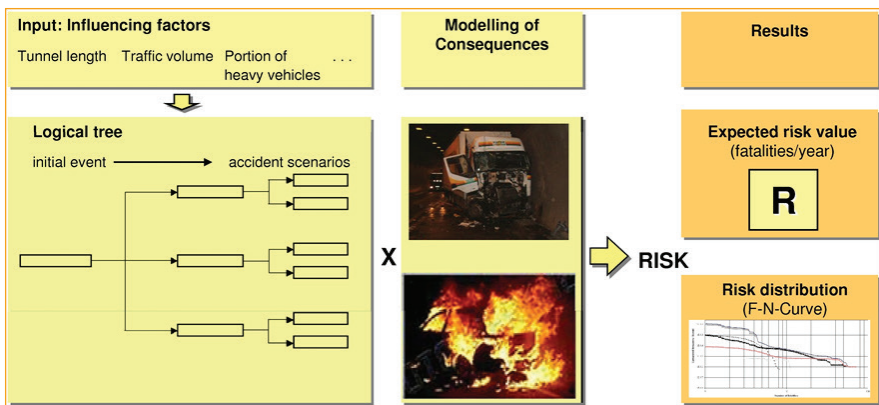 Input: Influencing factors
Tunnel length Traffic volume Portion of heavy vehicles . . .
Logical tree
initial event accident scenarios
X
Modelling of
Consequences
RISK
Results
Expected risk value
(fatalities/year)
R
Risk distribution
(F-N-Curve)